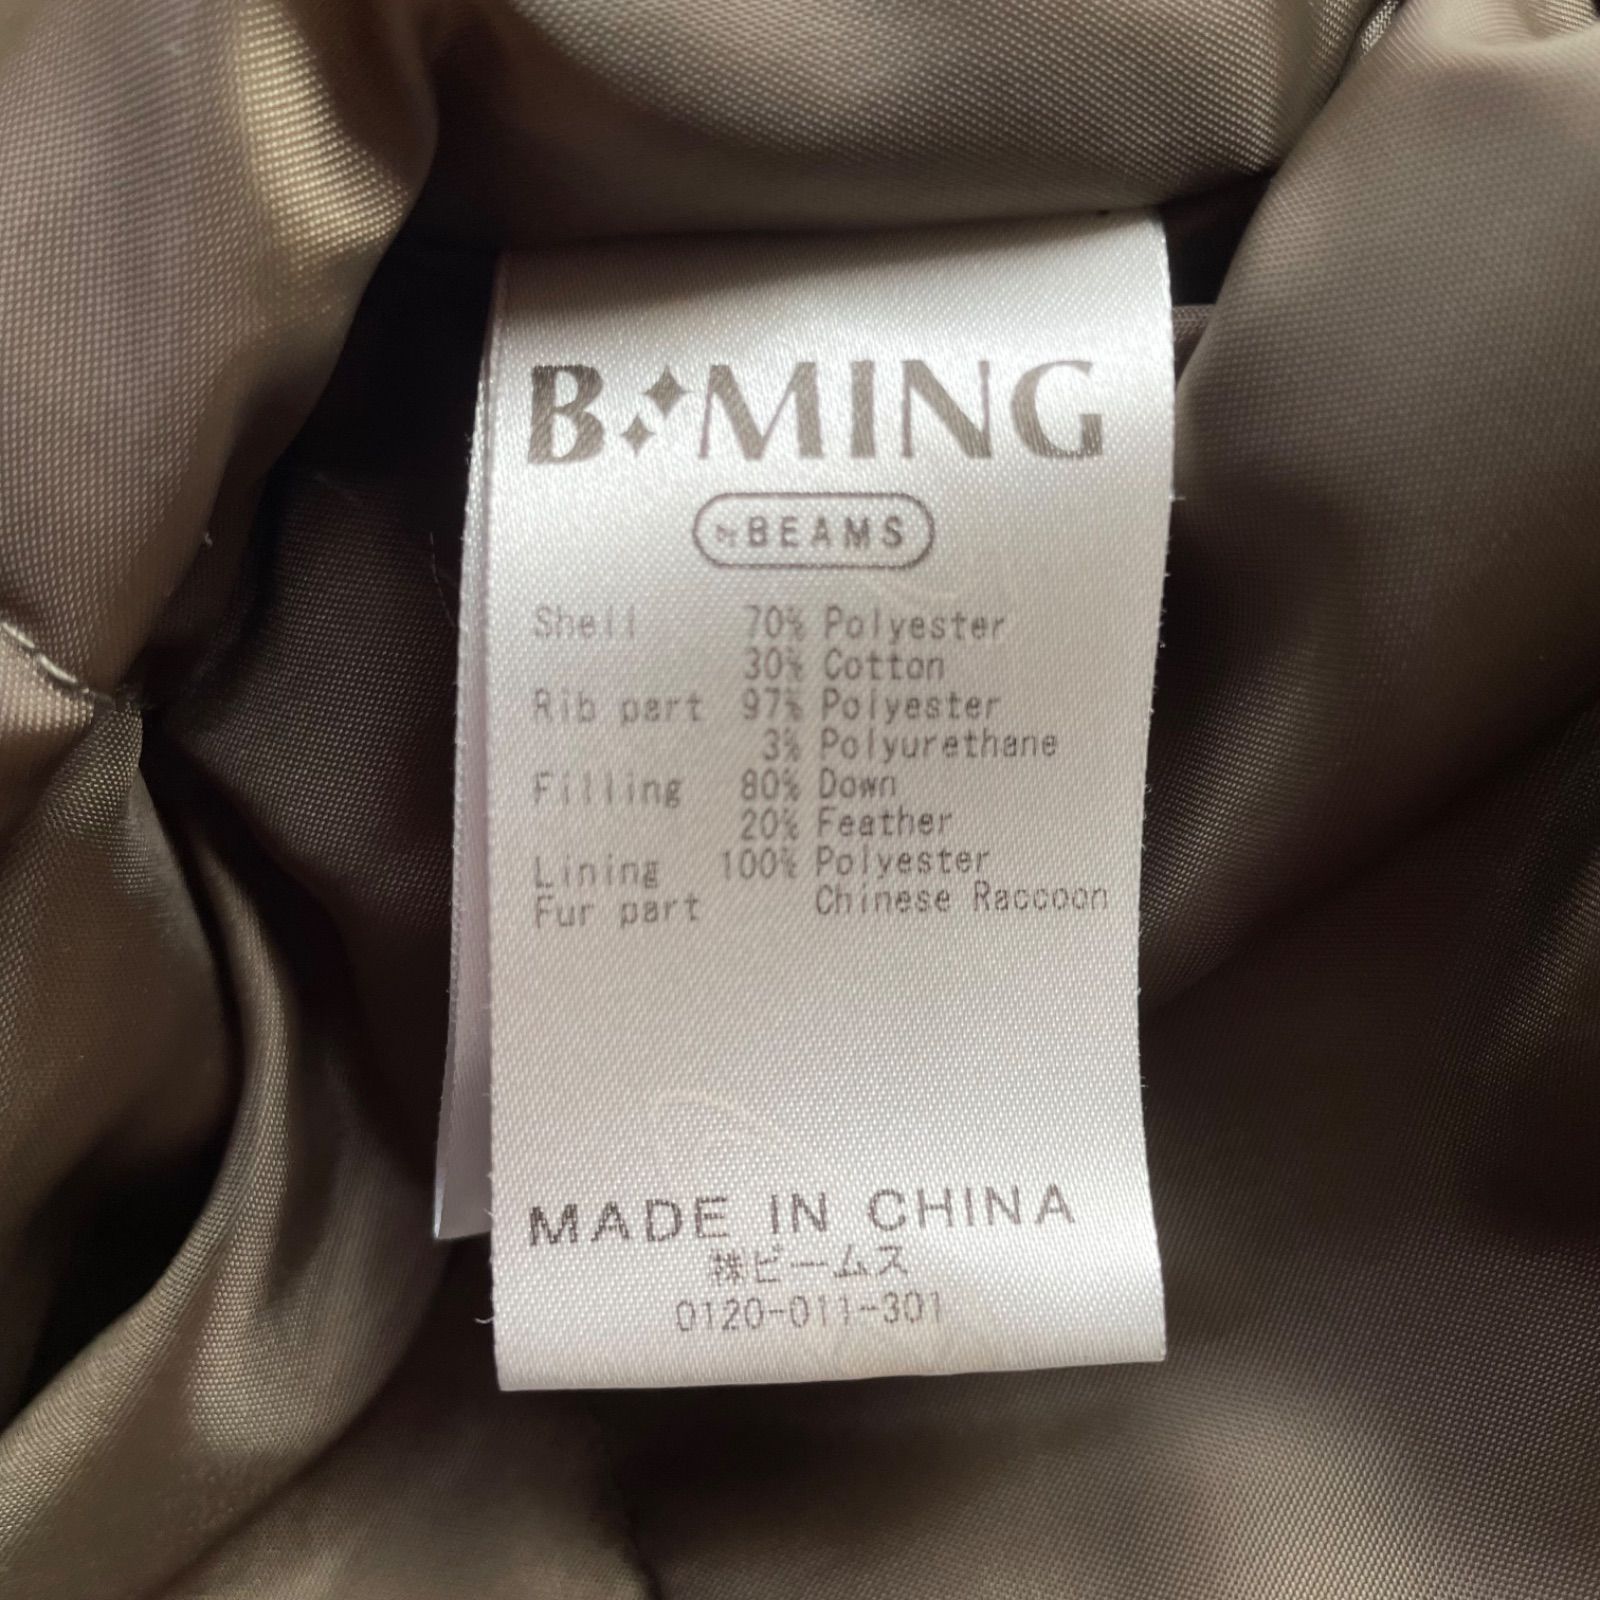 B:MING
by BEAMS
Shell 70% Polyester
30% Cotton
Rib part 97% Polyester
3% Polyurethane
Filling 80% Down
20% Feather
Lining 100% Polyester
Fur part Chinese Raccoon
MADE IN CHINA
㈱ビームス
0120-011-301